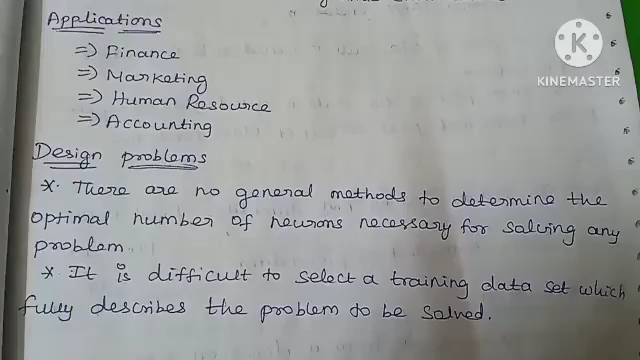 Applications
=> Finance
=> Marketing
=> Human Resource
=> Accounting
Design problems
*. There are no general methods to determine the
optimal number of neurons necessary for solving any
problem.
* . It is difficult to select a training data set which
fully describes the problem to be solved.
K
KINEMASTER